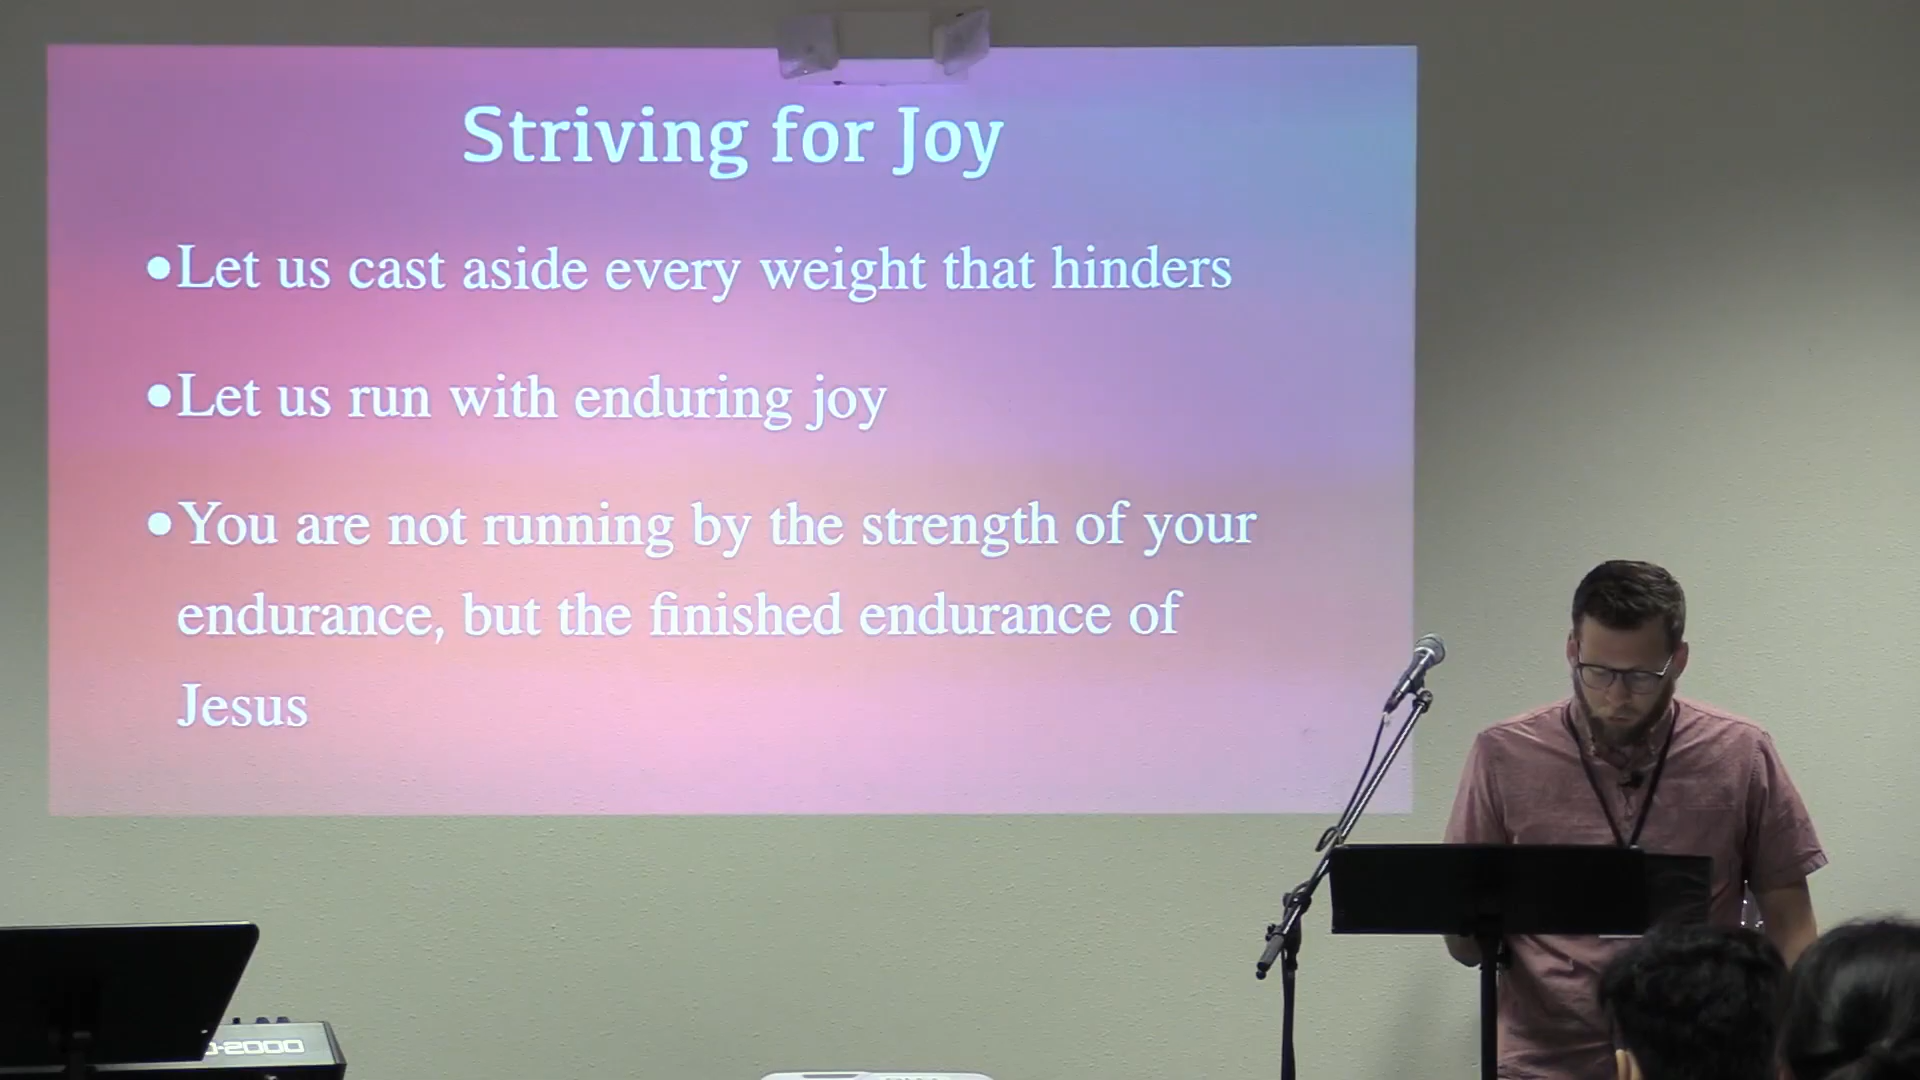 Striving for Joy
•Let us cast aside every weight that hinders
•Let us run with enduring joy
•You are not running by the strength of your
endurance, but the finished endurance of
Jesus
-2000